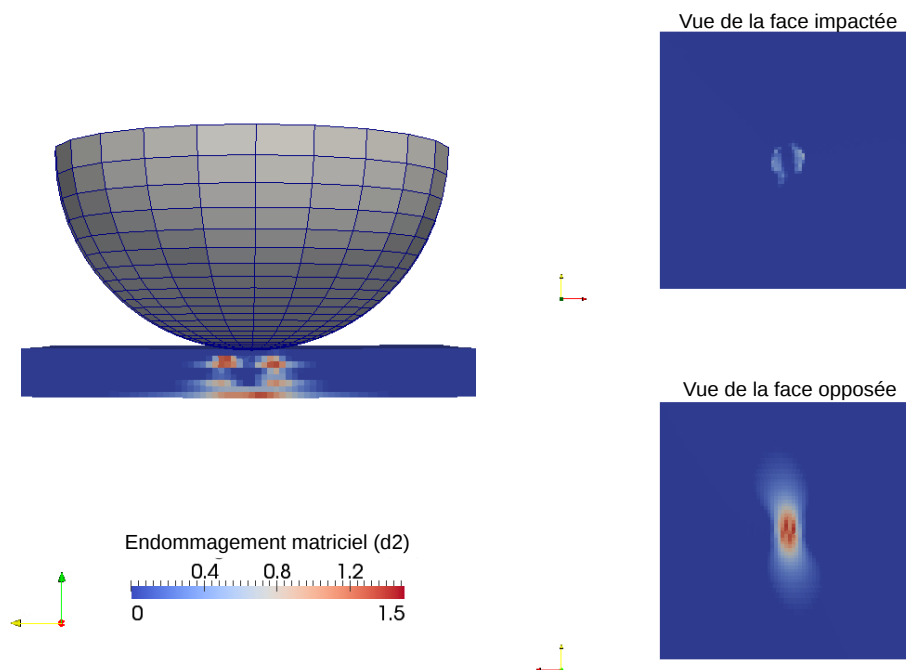 Vue de la face impactée
Vue de la face opposée
Endommagement matriciel (d2)
0.4 0.8 1.2
0 1.5